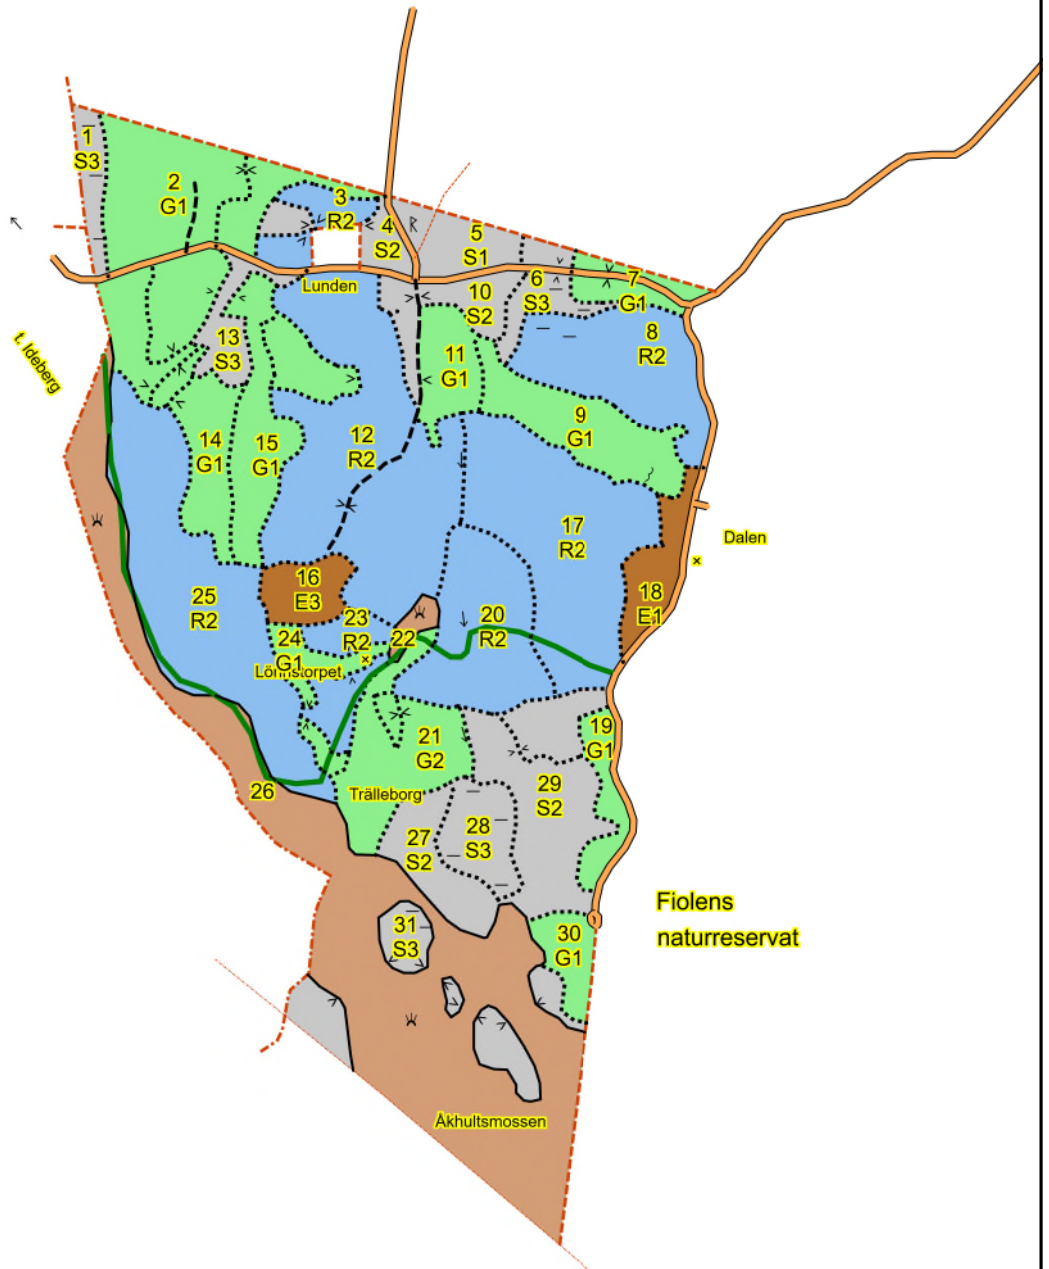 1
S3
2
G1
3
R2
4
S2
5
S1
6
S3
7
G1
Lunden
10
S2
8
R2
t. Ideberg
13
S3
11
G1
9
G1
12
R2
14
G1
15
G1
17
R2
Dalen
16
E3
18
E1
25
R2
23
R2
20
R2
22
24
G1
Lönnstorpet
19
G1
21
G2
29
S2
26
Trälleborg
27
S2
28
S3
Fiolens
naturreservat
31
S3
30
G1
Åkhultsmossen